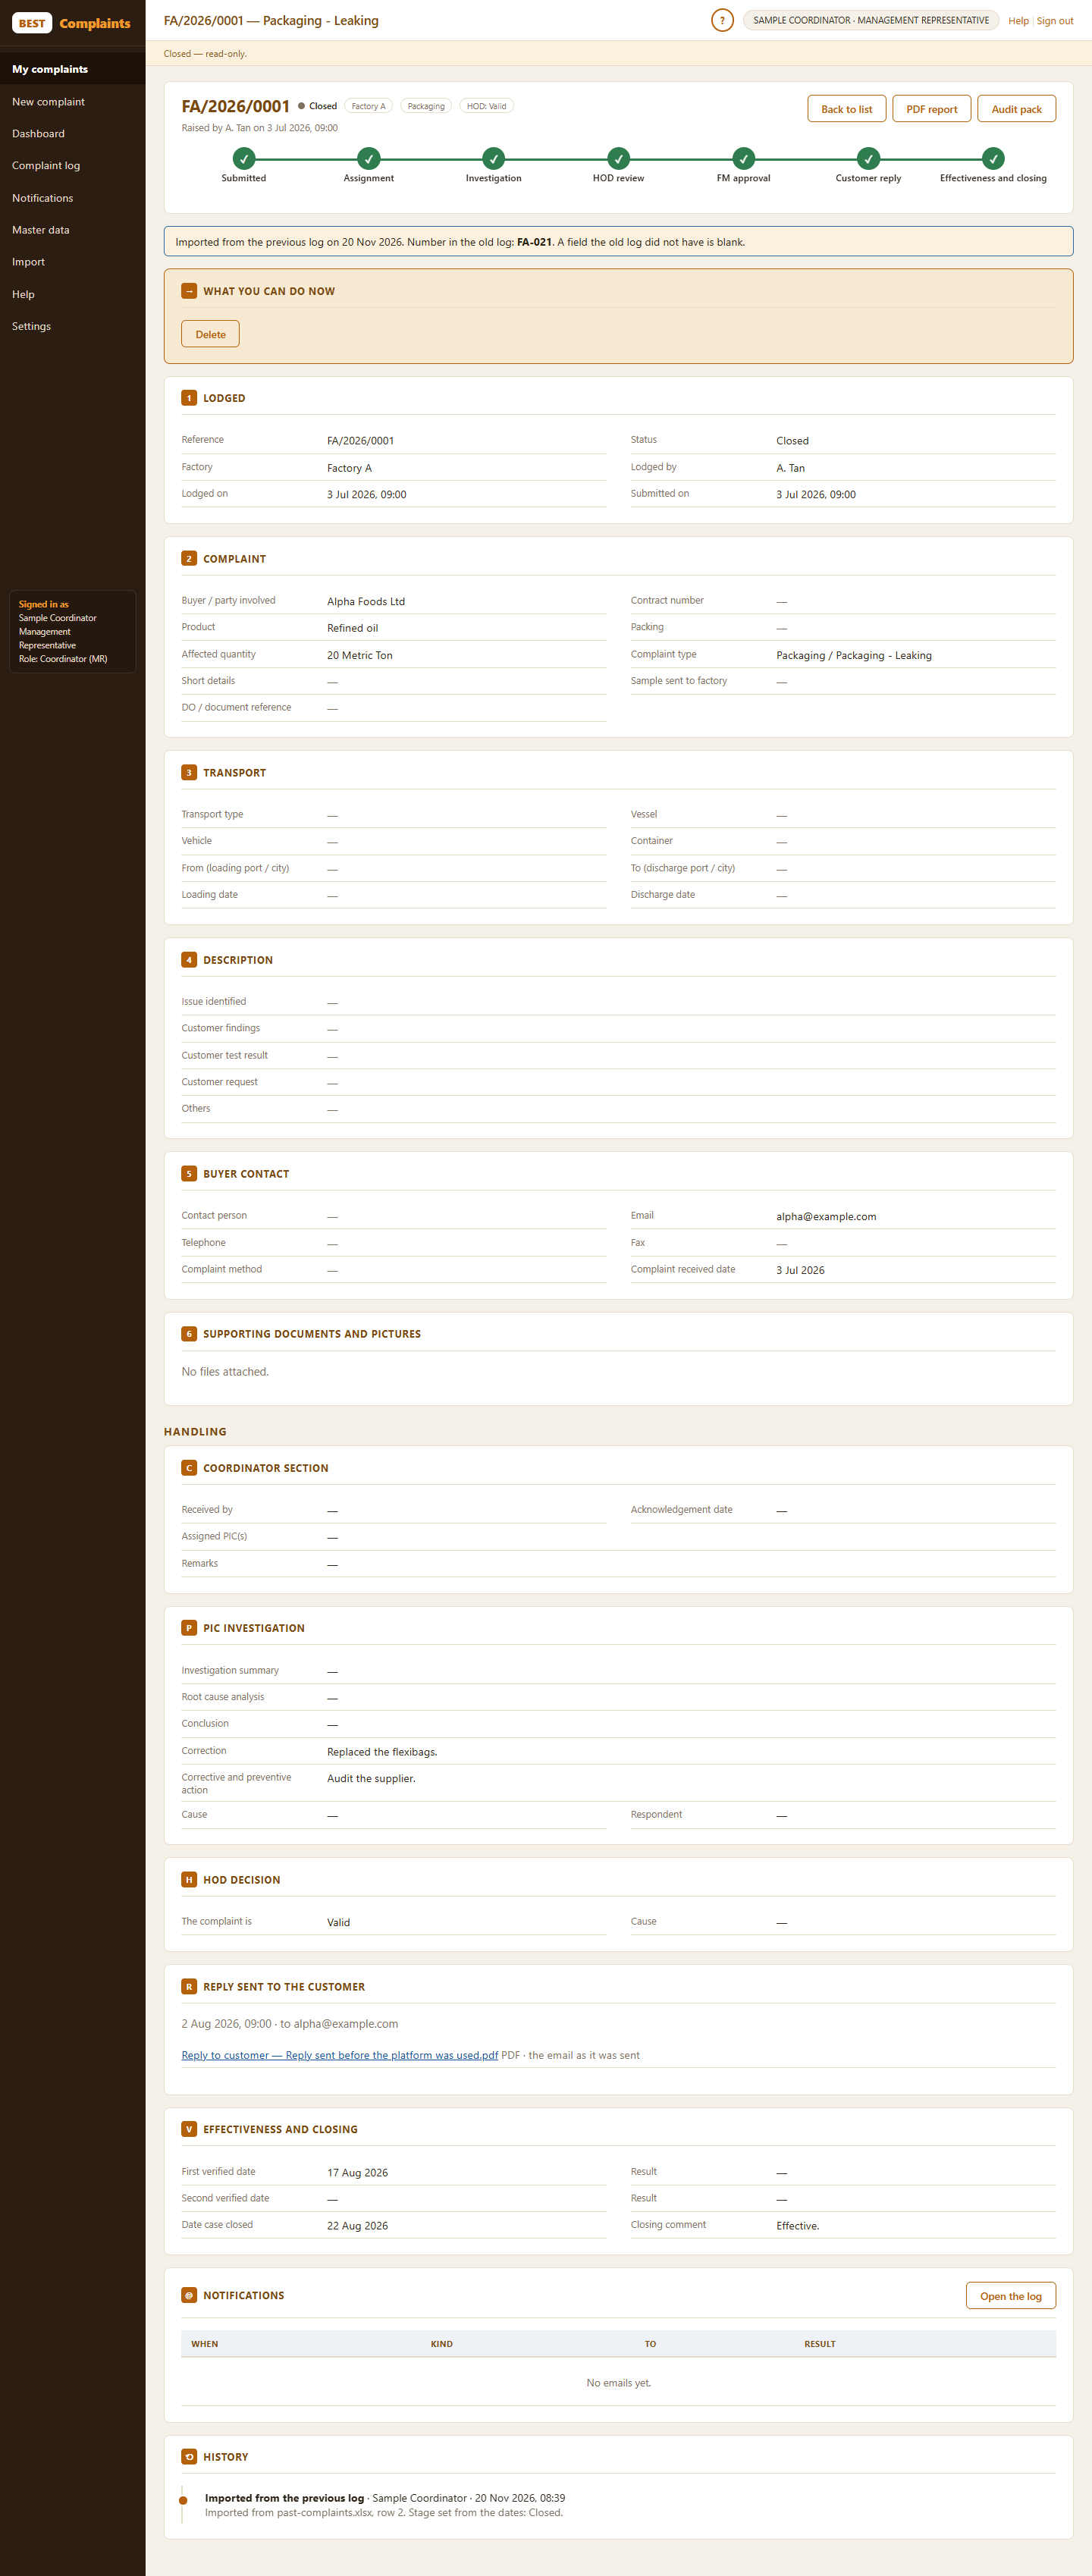 BEST Complaints
My complaints
New complaint
Dashboard
Complaint log
Notifications
Master data
Import
Help
Settings
Signed in as
Sample Coordinator
Management
Representative
Role: Coordinator (MR)
FA/2026/0001 — Packaging - Leaking
? SAMPLE COORDINATOR · MANAGEMENT REPRESENTATIVE Help | Sign out
Closed — read-only.
FA/2026/0001 Closed Factory A Packaging HOD: Valid
Back to list PDF report Audit pack
Raised by A. Tan on 3 Jul 2026, 09:00
Submitted Assignment Investigation HOD review FM approval Customer reply Effectiveness and closing
Imported from the previous log on 20 Nov 2026. Number in the old log: FA-021. A field the old log did not have is blank.
→ WHAT YOU CAN DO NOW
Delete
1 LODGED
Reference FA/2026/0001 Status Closed
Factory Factory A Lodged by A. Tan
Lodged on 3 Jul 2026, 09:00 Submitted on 3 Jul 2026, 09:00
2 COMPLAINT
Buyer / party involved Alpha Foods Ltd Contract number —
Product Refined oil Packing —
Affected quantity 20 Metric Ton Complaint type Packaging / Packaging - Leaking
Short details — Sample sent to factory —
DO / document reference —
3 TRANSPORT
Transport type — Vessel —
Vehicle — Container —
From (loading port / city) — To (discharge port / city) —
Loading date — Discharge date —
4 DESCRIPTION
Issue identified —
Customer findings —
Customer test result —
Customer request —
Others —
5 BUYER CONTACT
Contact person — Email alpha@example.com
Telephone — Fax —
Complaint method — Complaint received date 3 Jul 2026
6 SUPPORTING DOCUMENTS AND PICTURES
No files attached.
HANDLING
C COORDINATOR SECTION
Received by — Acknowledgement date —
Assigned PIC(s) —
Remarks —
P PIC INVESTIGATION
Investigation summary —
Root cause analysis —
Conclusion —
Correction Replaced the flexibags.
Corrective and preventive action Audit the supplier.
Cause — Respondent —
H HOD DECISION
The complaint is Valid Cause —
R REPLY SENT TO THE CUSTOMER
2 Aug 2026, 09:00 · to alpha@example.com
Reply to customer — Reply sent before the platform was used.pdf PDF · the email as it was sent
V EFFECTIVENESS AND CLOSING
First verified date 17 Aug 2026 Result —
Second verified date — Result —
Date case closed 22 Aug 2026 Closing comment Effective.
@ NOTIFICATIONS Open the log
WHEN KIND TO RESULT
No emails yet.
HISTORY
Imported from the previous log · Sample Coordinator · 20 Nov 2026, 08:39
Imported from past-complaints.xlsx, row 2. Stage set from the dates: Closed.